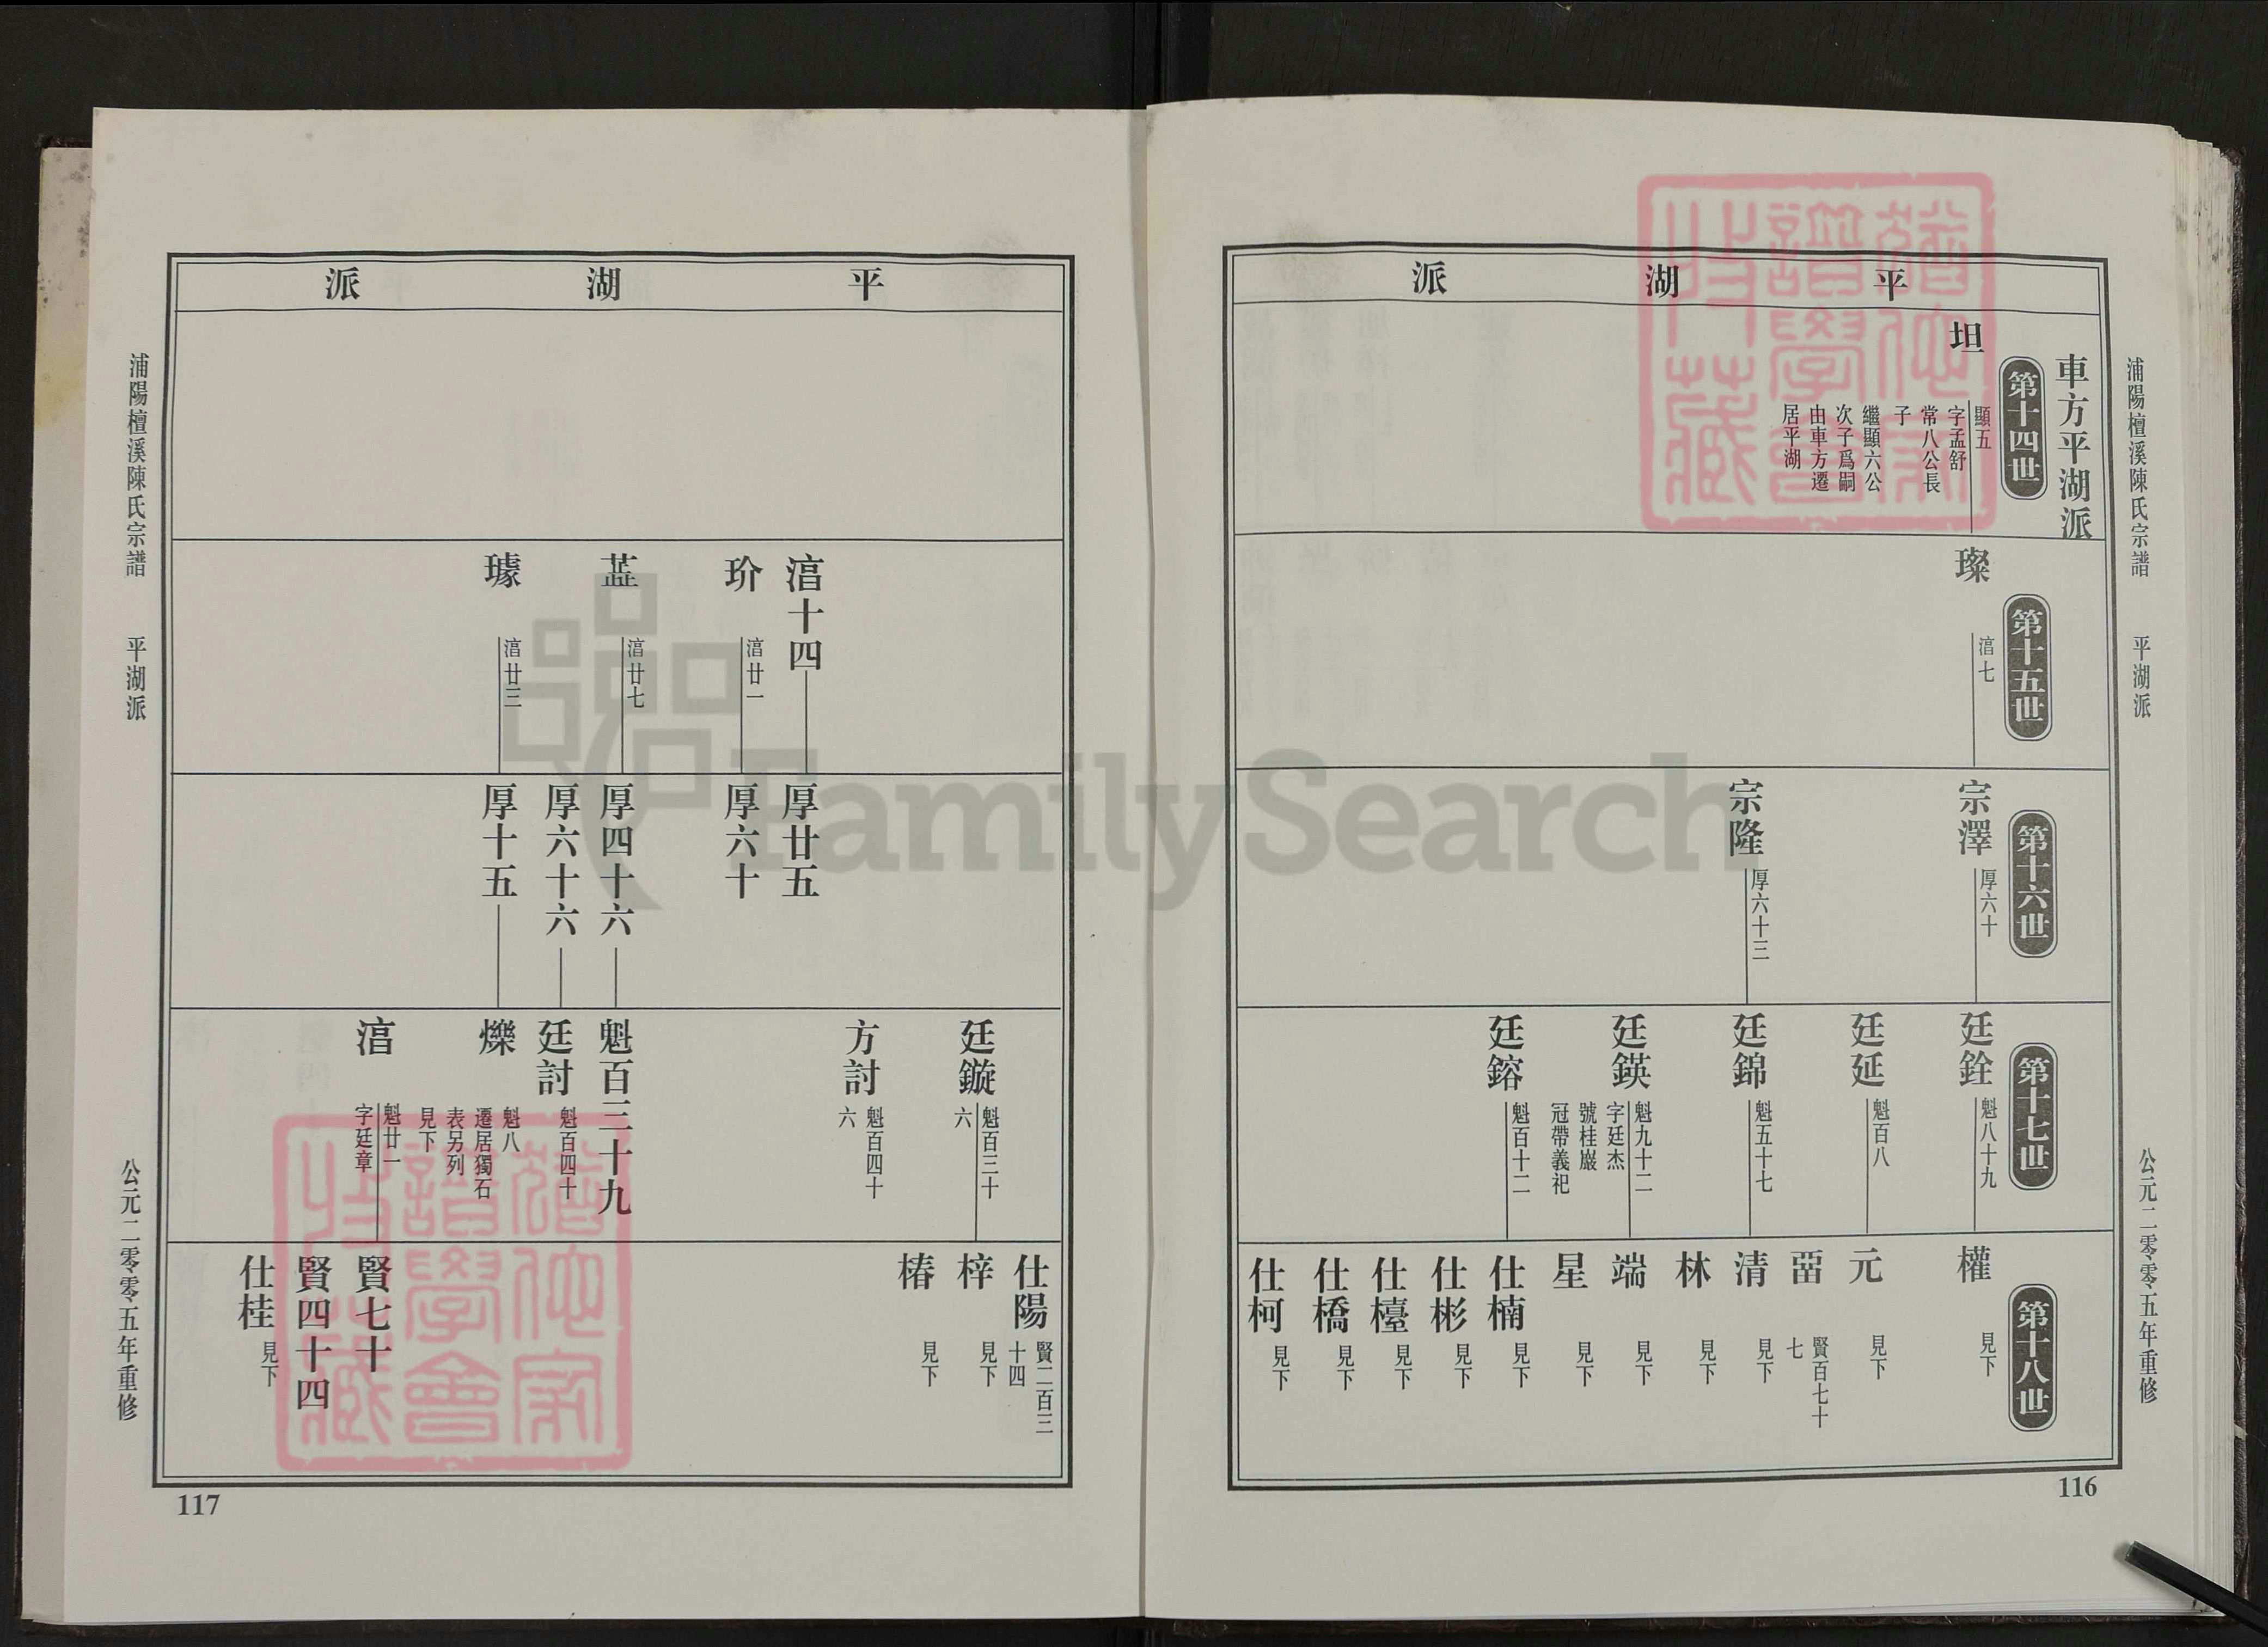 浦陽檀溪陳氏宗譜　平湖派　公元二零零五年重修
平湖派
車方平湖派
第十四世
坦
顯五
字孟舒
常八公長
子
繼顯六公
次子爲嗣
由車方遷
居平湖
第十五世
璨
湻七
第十六世
宗澤
厚六十
宗隆
厚六十三
第十七世
廷銓
魁八十九
廷延
魁百八
廷錦
魁五十七
廷鍈
魁九十二
字廷杰
號桂巖
冠帶義祀
廷鎔
魁百十二
第十八世
權
見下
元
見下
賢百七十
七
清
見下
林
見下
端
見下
星
見下
仕楠
見下
仕彬
見下
仕檯
見下
仕橋
見下
仕柯
見下
116
平湖派
湻十四
玠
湻廿一
湻廿七
璩
湻廿三
厚廿五
厚六十
厚四十六
厚六十六
厚十五
廷鏇
魁百三十
六
方討
魁百四十
六
魁百三十九
廷討
魁百四十
爍
魁八
遷居獨石
表另列
見下
湻
魁廿一
字廷章
仕陽
賢二百三
十四
梓
見下
椿
見下
賢七十
賢四十四
仕桂
見下
浦陽檀溪陳氏宗譜　平湖派　公元二零零五年重修
117
FamilySearch